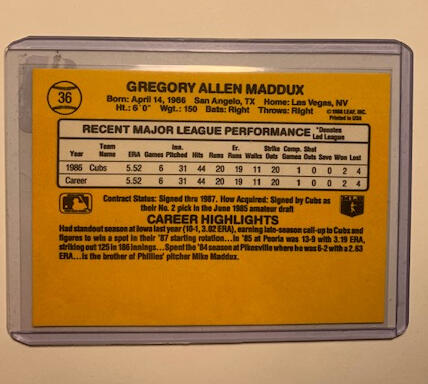 36
GREGORY ALLEN MADDUX
Born: April 14, 1966 San Angelo, TX Home: Las Vegas, NV
Ht.: 6'0" Wgt.: 150 Bats: Right Throws: Right
© 1986 LEAF, INC.
Printed in USA
RECENT MAJOR LEAGUE PERFORMANCE *Denotes Led League
Year Team Name ERA Games Inn. Pitched Hits Runs Er. Runs Walks Strike Outs Comp. Games Shut Outs Save Won Lost
1986 Cubs 5.52 6 31 44 20 19 11 20 1 0 0 2 4
Career 5.52 6 31 44 20 19 11 20 1 0 0 2 4
Contract Status: Signed thru 1987. How Acquired: Signed by Cubs as
their No. 2 pick in the June 1985 amateur draft
CAREER HIGHLIGHTS
Had standout season at Iowa last year (10-1, 3.02 ERA), earning late-season call-up to Cubs and
figures to win a spot in their '87 starting rotation...In '85 at Peoria was 13-9 with 3.19 ERA,
striking out 125 in 186 innings...Spent the '84 season at Pikesville where he was 6-2 with a 2.63
ERA...is the brother of Phillies' pitcher Mike Maddux.